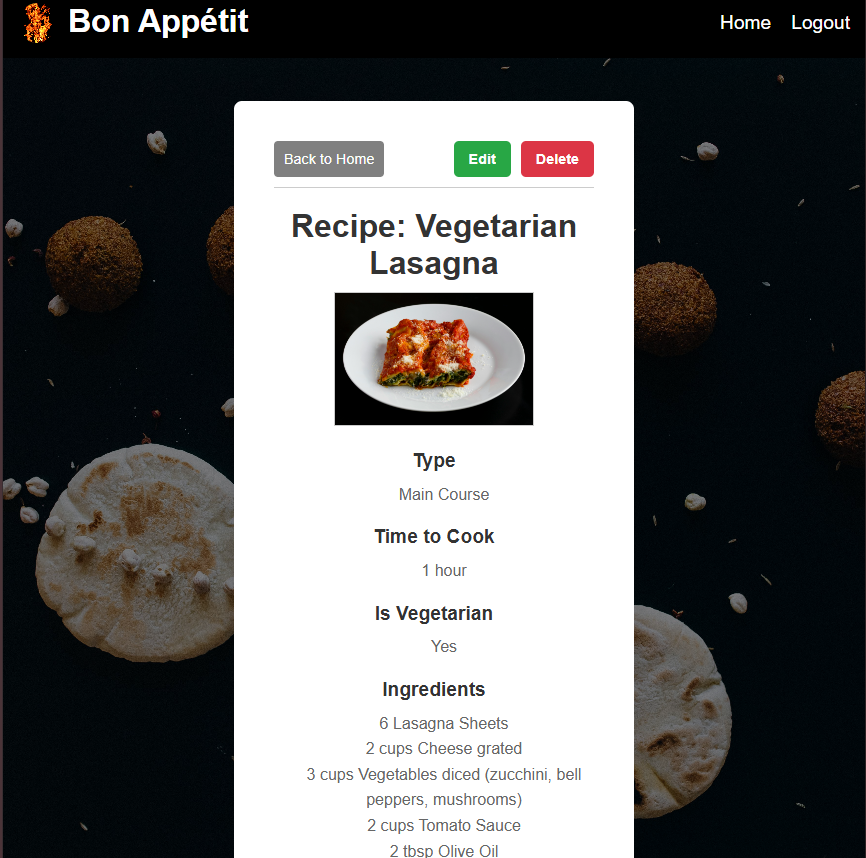 Bon Appétit
Home Logout
Back to Home Edit Delete
Recipe: Vegetarian
Lasagna
Type
Main Course
Time to Cook
1 hour
Is Vegetarian
Yes
Ingredients
6 Lasagna Sheets
2 cups Cheese grated
3 cups Vegetables diced (zucchini, bell
peppers, mushrooms)
2 cups Tomato Sauce
2 tbsp Olive Oil